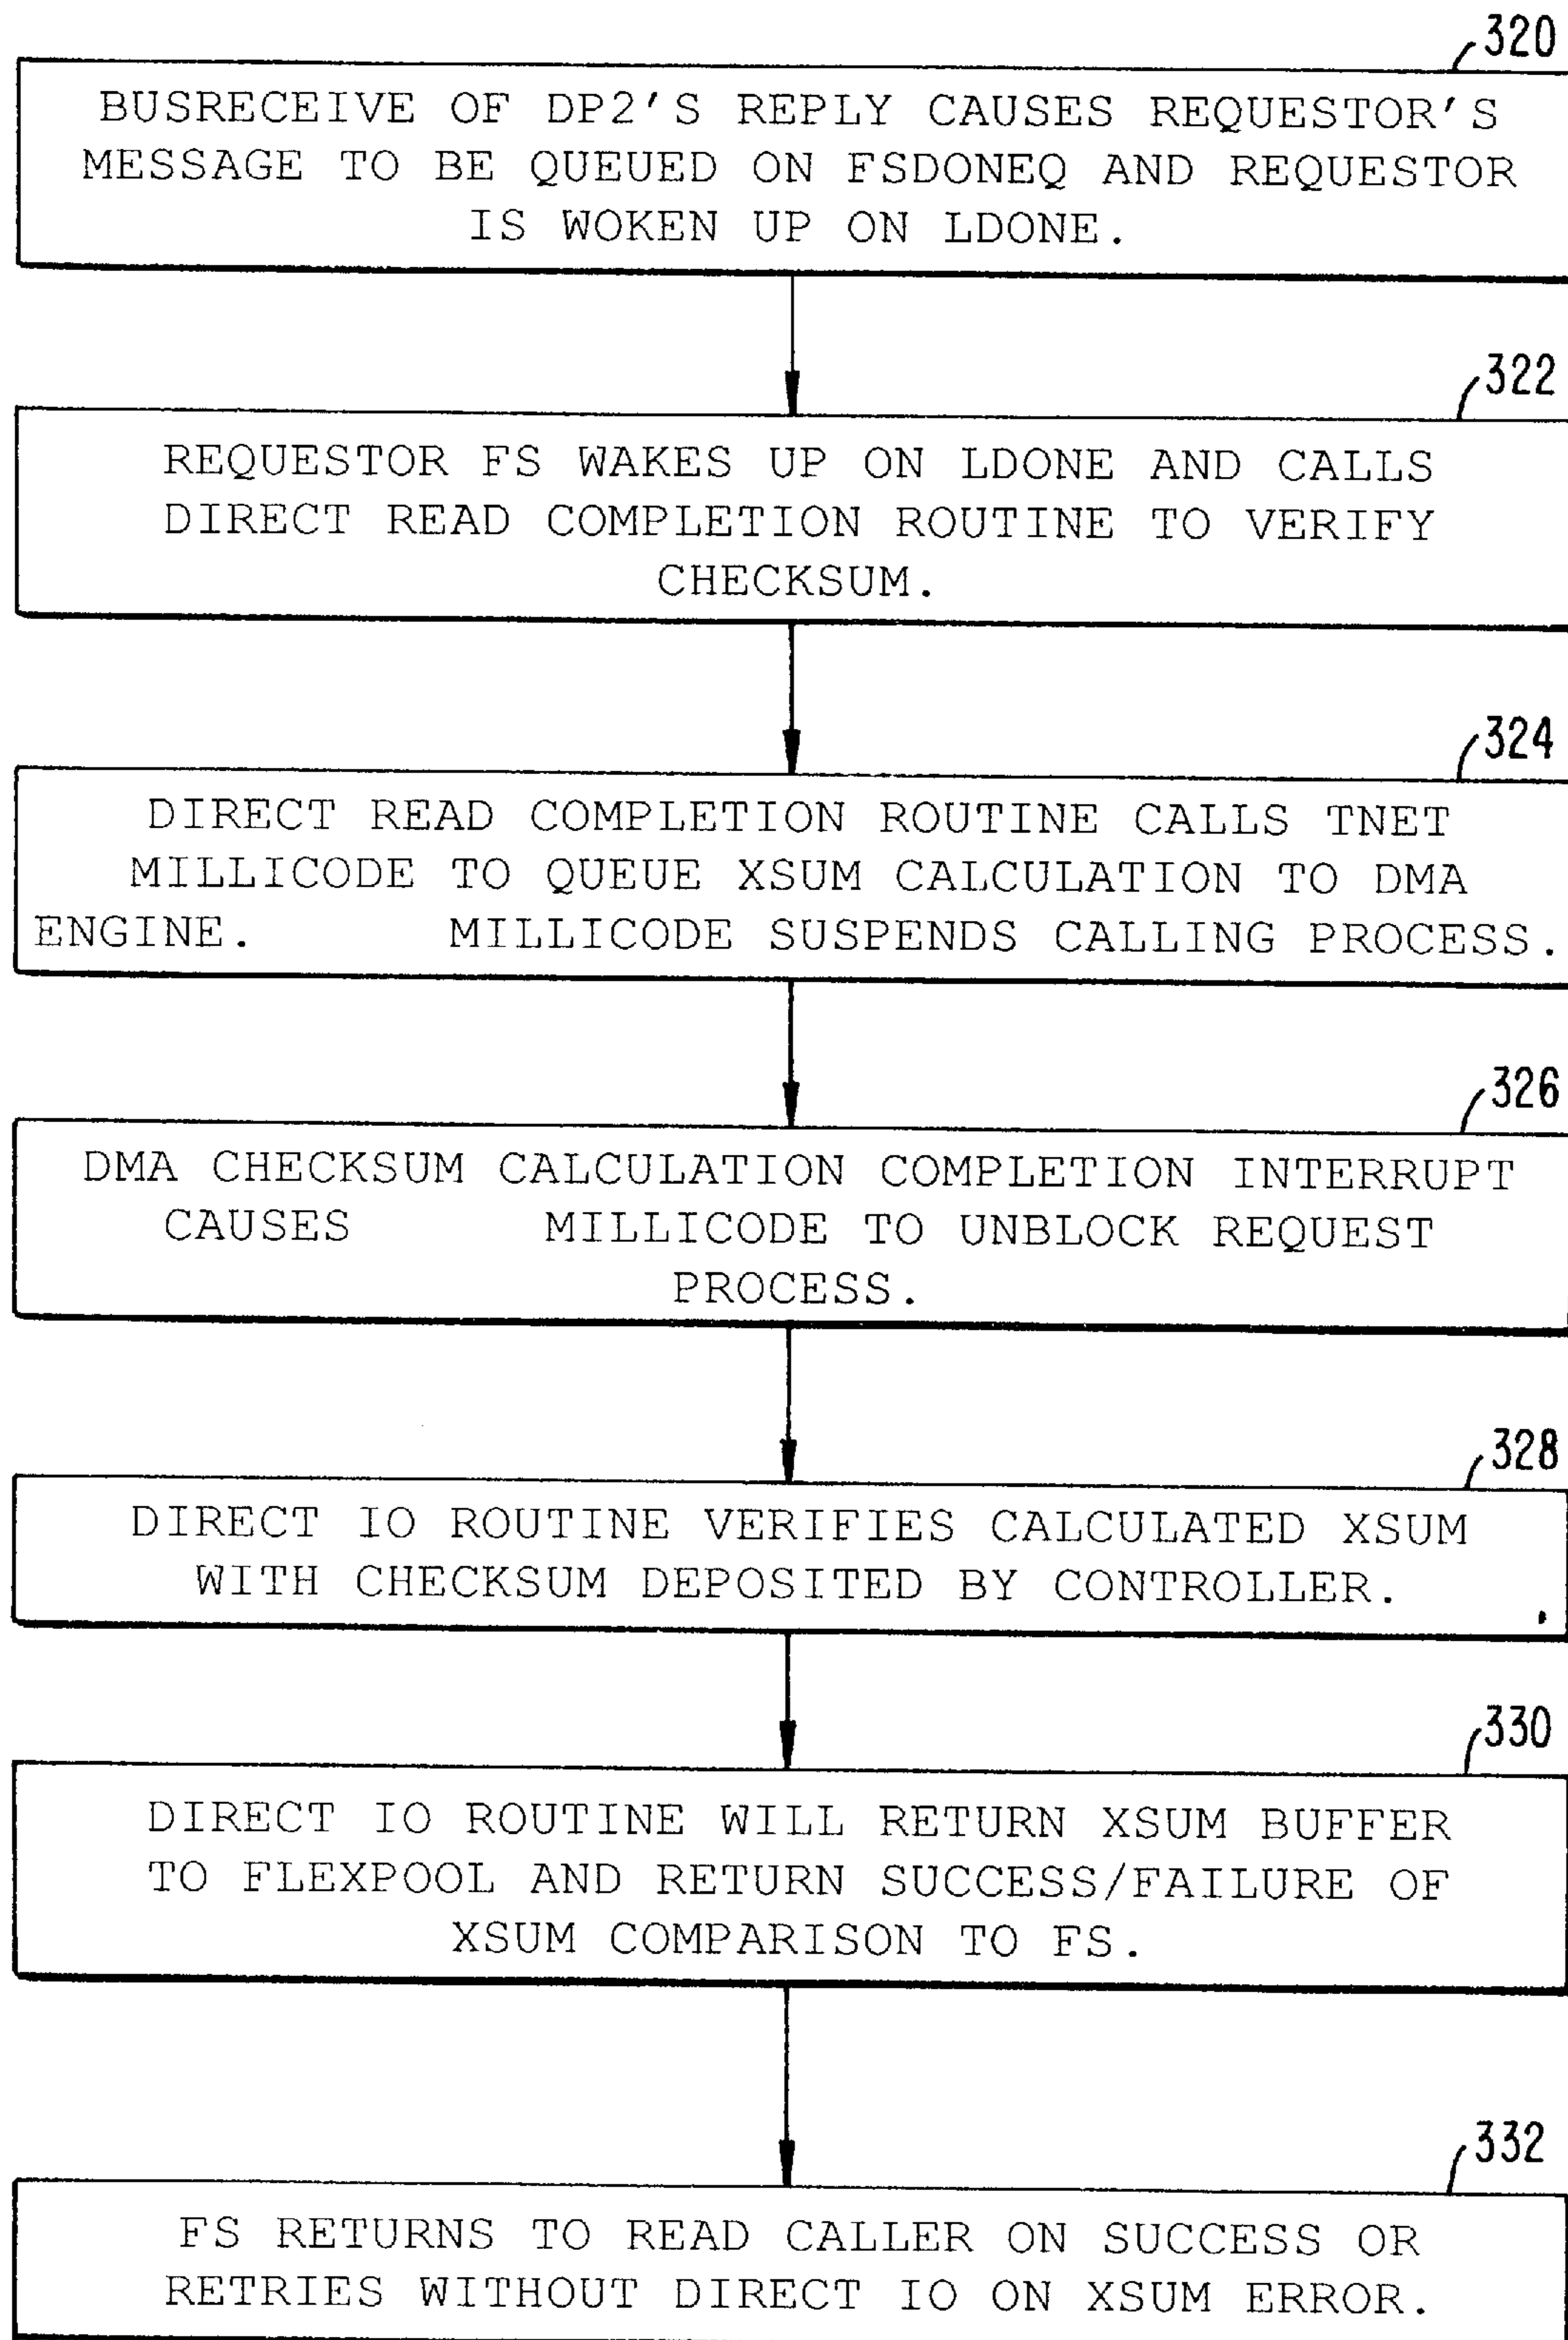 320
BUSRECEIVE OF DP2'S REPLY CAUSES REQUESTOR'S
MESSAGE TO BE QUEUED ON FSDONEQ AND REQUESTOR
IS WOKEN UP ON LDONE.
322
REQUESTOR FS WAKES UP ON LDONE AND CALLS
DIRECT READ COMPLETION ROUTINE TO VERIFY
CHECKSUM.
324
DIRECT READ COMPLETION ROUTINE CALLS TNET
MILLICODE TO QUEUE XSUM CALCULATION TO DMA
ENGINE. MILLICODE SUSPENDS CALLING PROCESS.
326
DMA CHECKSUM CALCULATION COMPLETION INTERRUPT
CAUSES MILLICODE TO UNBLOCK REQUEST
PROCESS.
328
DIRECT IO ROUTINE VERIFIES CALCULATED XSUM
WITH CHECKSUM DEPOSITED BY CONTROLLER.
330
DIRECT IO ROUTINE WILL RETURN XSUM BUFFER
TO FLEXPOOL AND RETURN SUCCESS/FAILURE OF
XSUM COMPARISON TO FS.
332
FS RETURNS TO READ CALLER ON SUCCESS OR
RETRIES WITHOUT DIRECT IO ON XSUM ERROR.